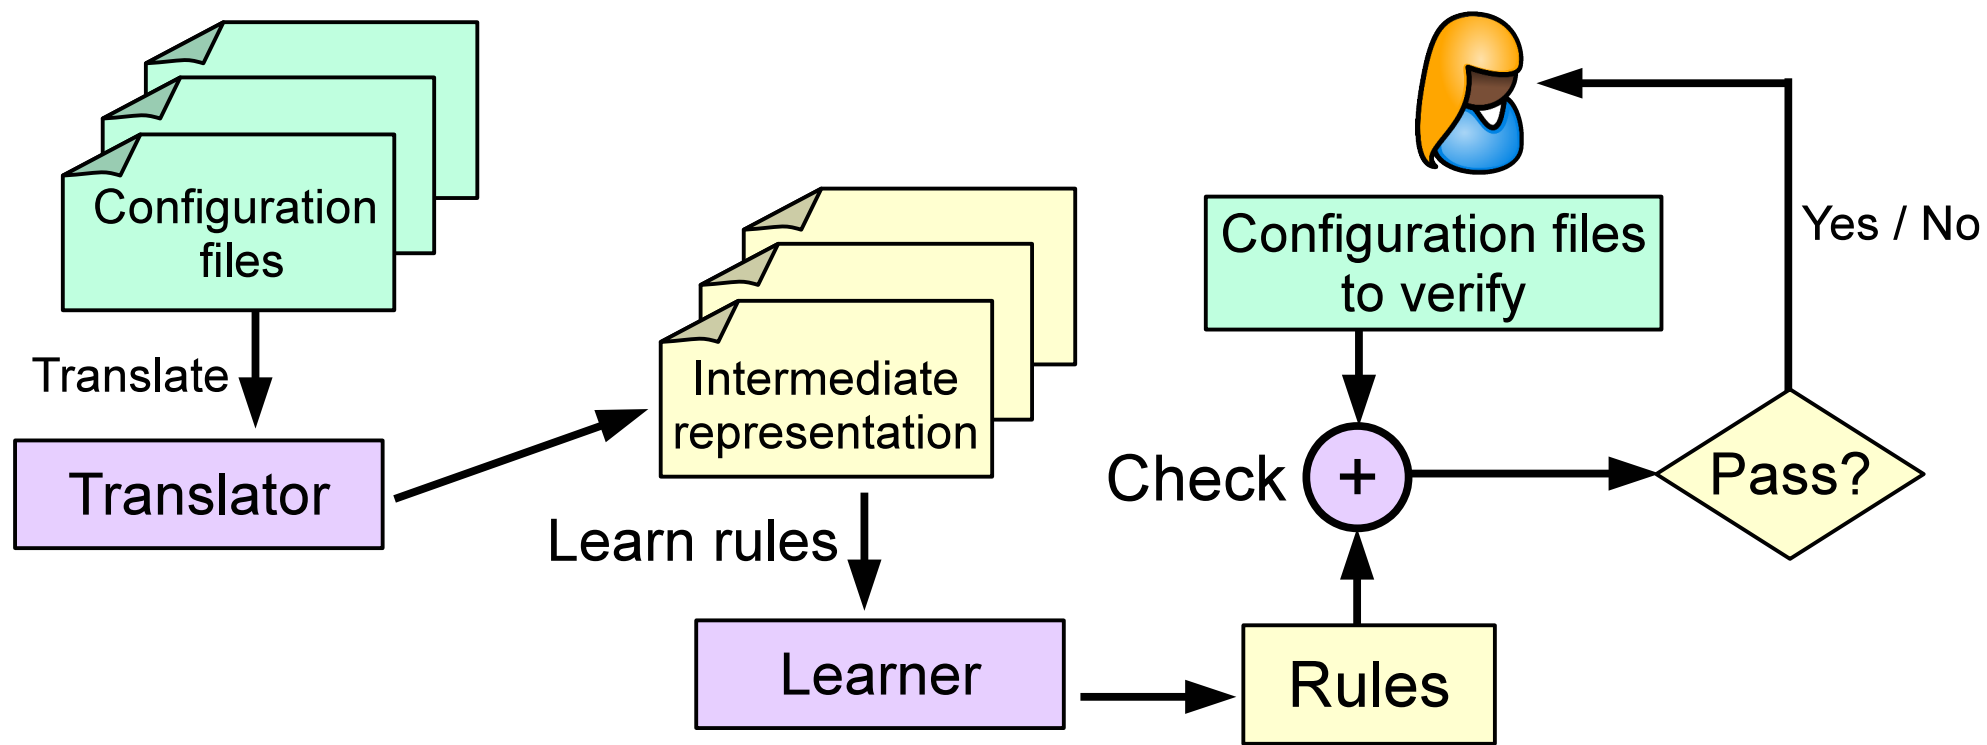 Configuration
files
Translate
Translator
Intermediate
representation
Learn rules
Learner
Rules
Configuration files
to verify
Check
+
Pass?
Yes / No